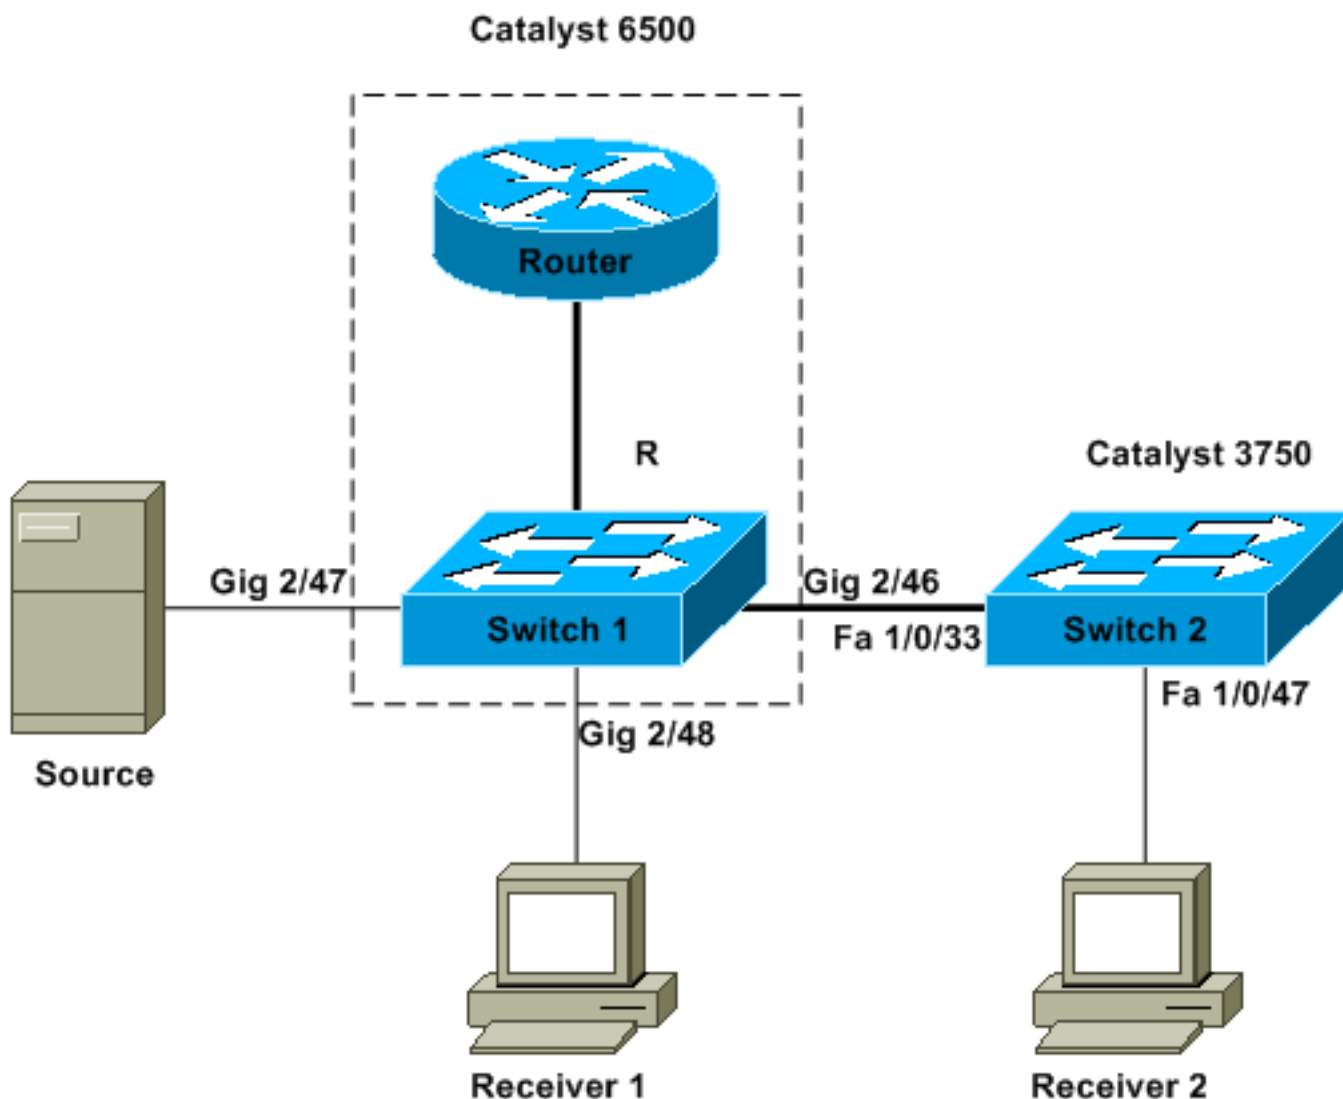 Catalyst 6500
Router
R
Catalyst 3750
Gig 2/47
Gig 2/46
Switch 1
Fa 1/0/33
Switch 2
Fa 1/0/47
Gig 2/48
Source
Receiver 1
Receiver 2